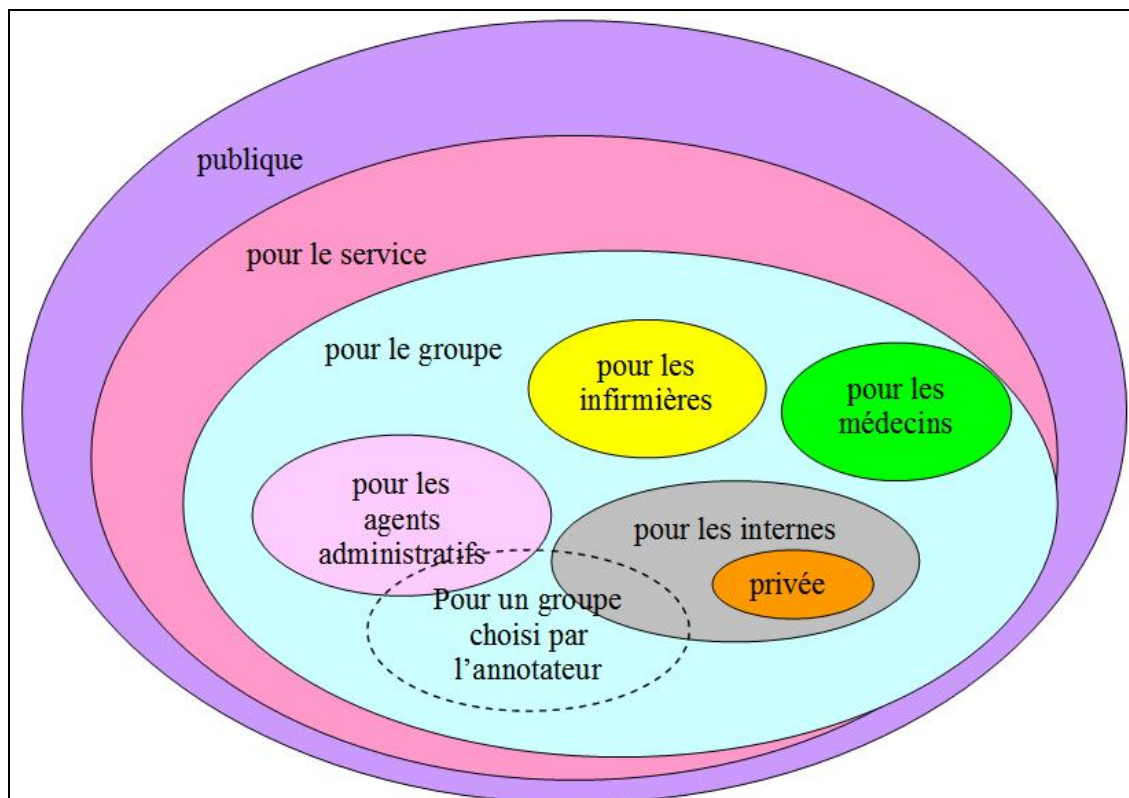 publique
pour le service
pour le groupe
pour les
infirmières
pour les
médecins
pour les
agents
administratifs
pour les internes
privée
Pour un groupe
choisi par
l’annotateur